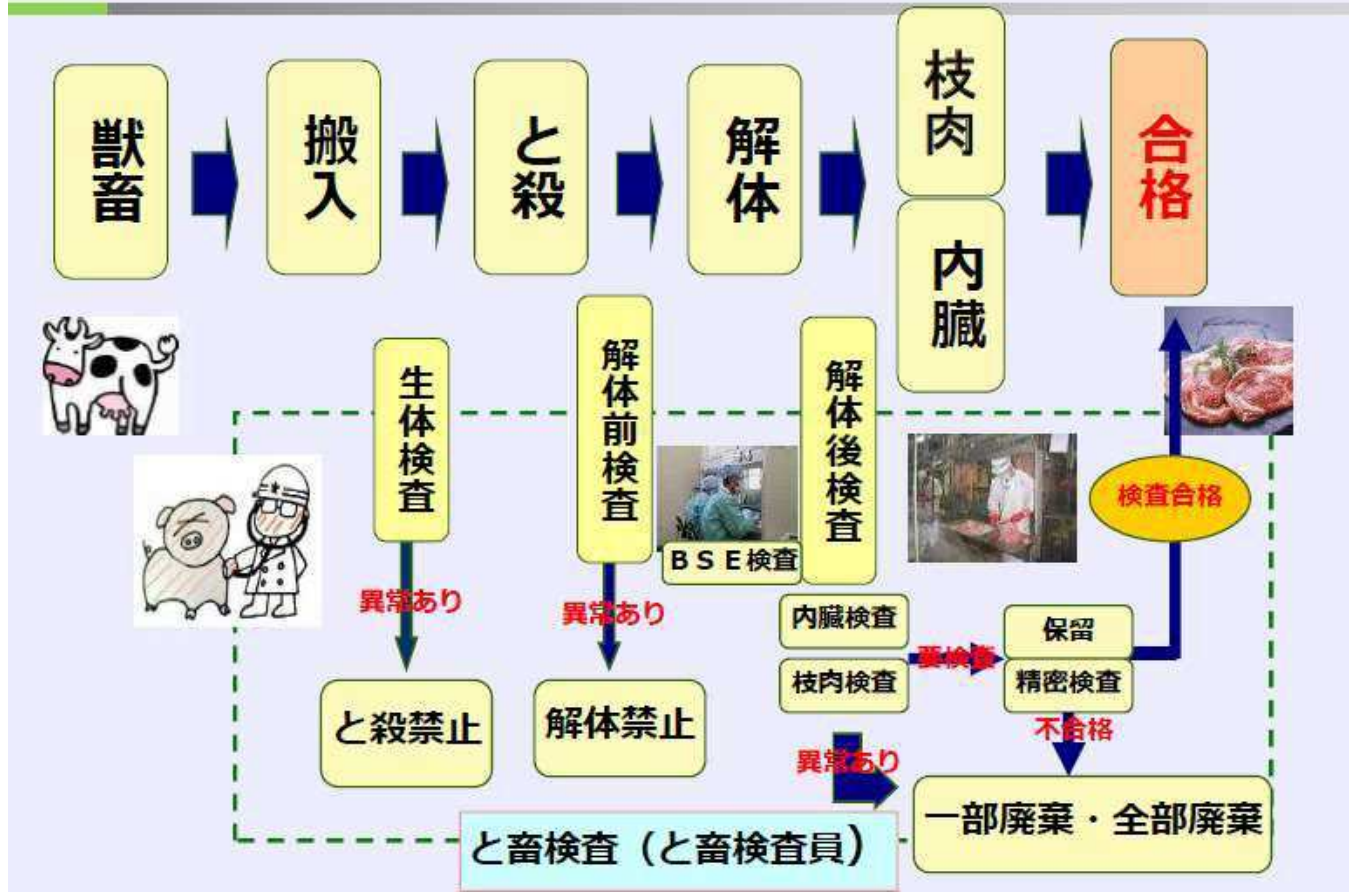 獣畜
搬入
と殺
解体
枝肉
内臓
合格
生体検査
解体前検査
解体後検査
BSE検査
検査合格
異常あり
異常あり
内臓検査
枝肉検査
要検査
保留
精密検査
と殺禁止
解体禁止
異常あり
不合格
一部廃棄・全部廃棄
と畜検査（と畜検査員）